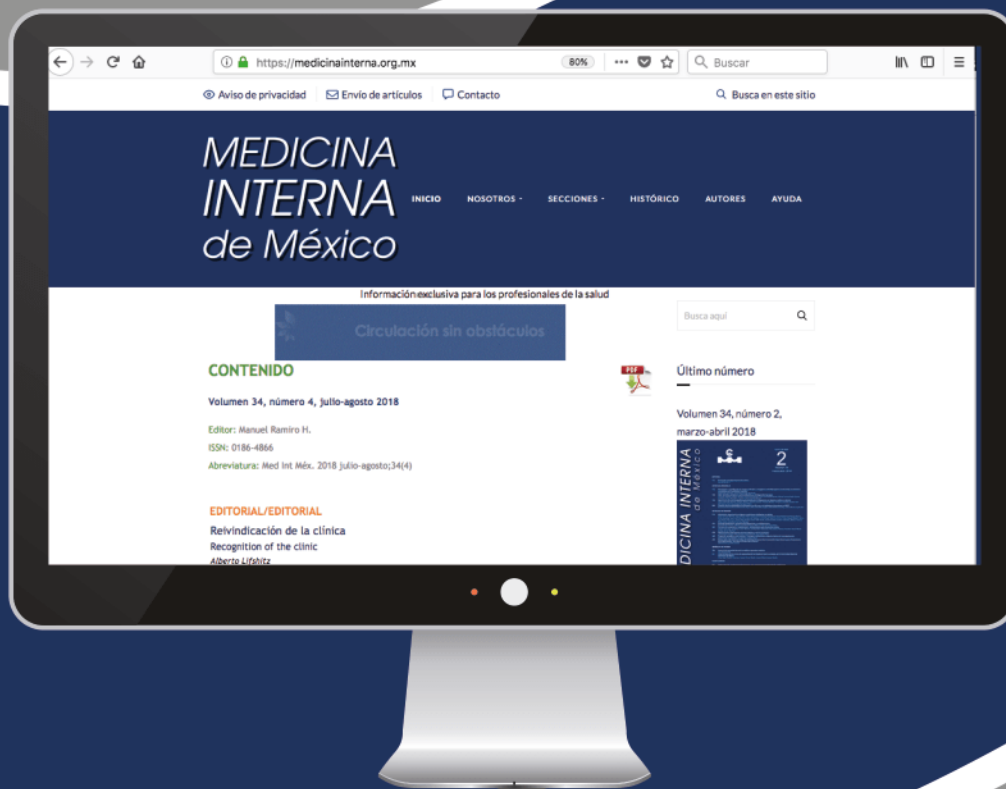 https://medicinainterna.org.mx
80%
Buscar
Aviso de privacidad
Envío de artículos
Contacto
Busca en este sitio
MEDICINA
INTERNA
de México
INICIO
NOSOTROS
SECCIONES
HISTÓRICO
AUTORES
AYUDA
Información exclusiva para los profesionales de la salud
Circulación sin obstáculos
Busca aquí
CONTENIDO
PDF
Volumen 34, número 4, julio-agosto 2018
Editor: Manuel Ramiro H.
ISSN: 0186-4866
Abreviatura: Med Int Méx. 2018 julio-agosto;34(4)
EDITORIAL/EDITORIAL
Reivindicación de la clínica
Recognition of the clinic
Alberto Lifshitz
Último número
Volumen 34, número 2,
marzo-abril 2018
DICINA INTERNA
de México
2